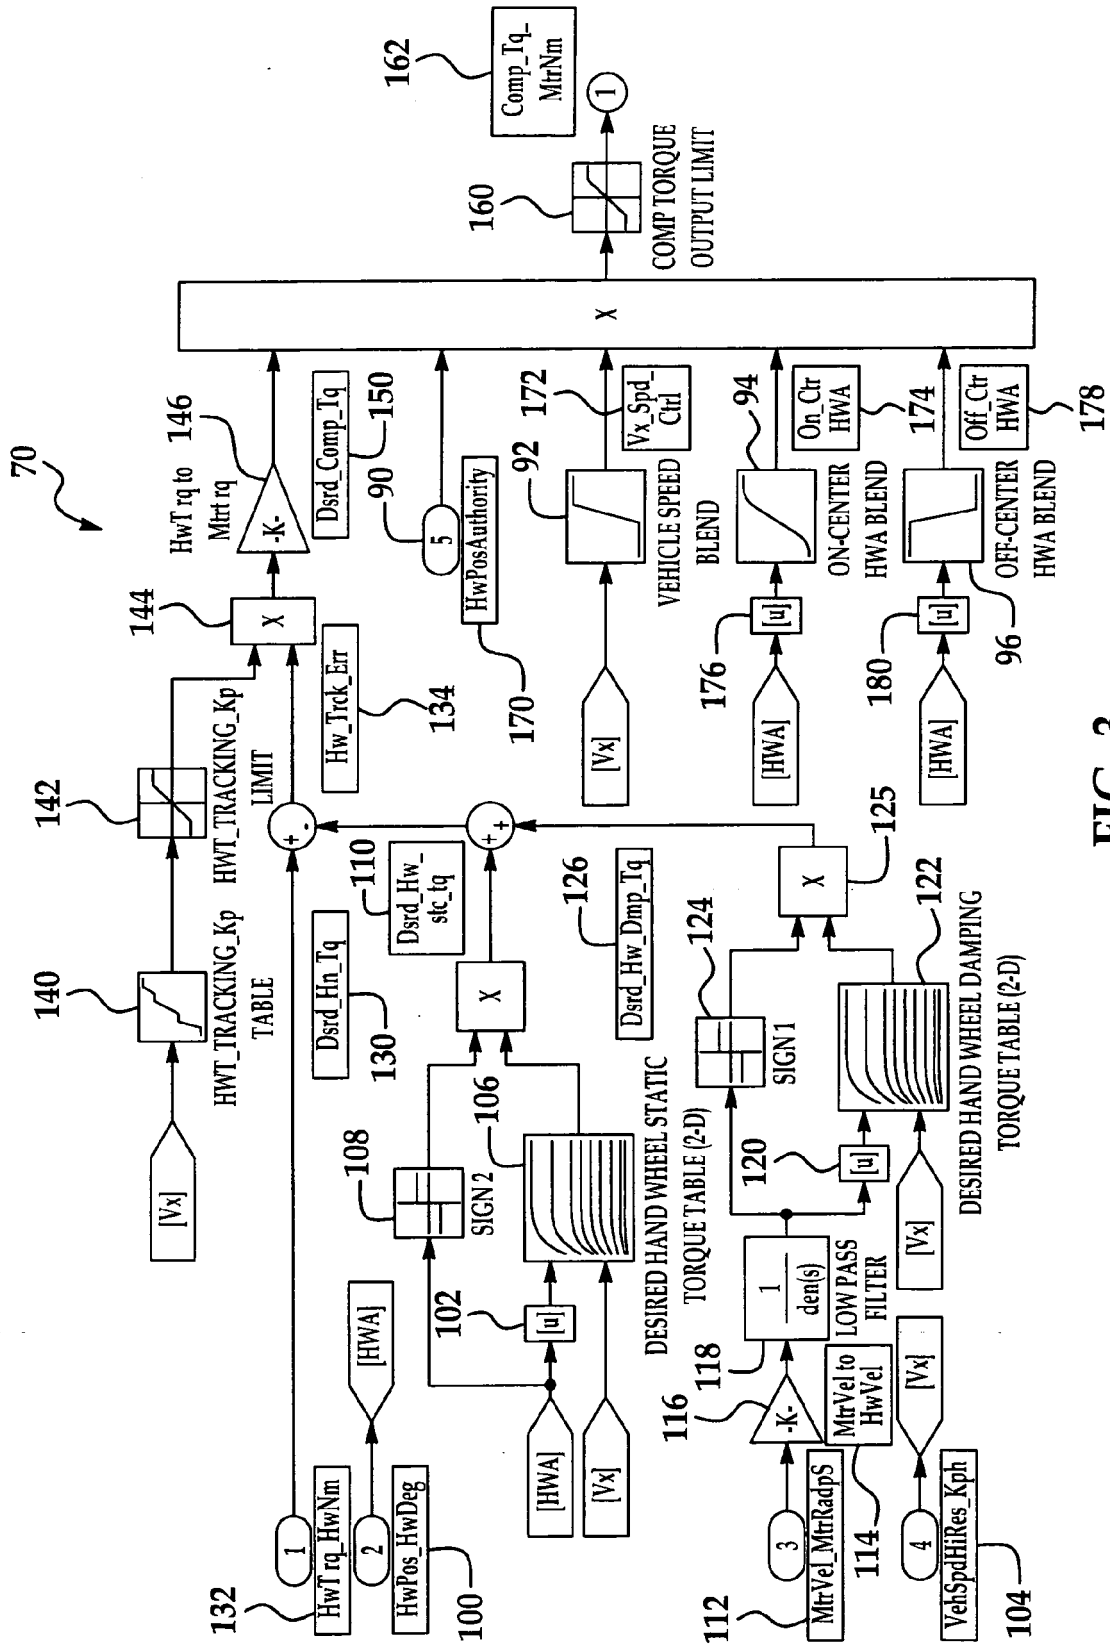 70
132
1
HwT rq_HwNm
2
HwPos_HwDeg
100
[HWA]
[Vx]
140
HWT_TRACKING_Kp
TABLE
142
HWT_TRACKING_Kp
LIMIT
+
-
Hw_Trck_Err
134
144
X
HwT rq to
Mtrt rq
146
-K-
Dsrd_Comp_Tq
150
90
5
HwPosAuthority
170
Dsrd_Hn_Tq
130
110
Dsrd_Hw_
stc_tq
+
+
108
SIGN 2
106
X
[HWA]
102
[u]
[Vx]
DESIRED HAND WHEEL STATIC
TORQUE TABLE (2-D)
126
Dsrd_Hw_Dmp_Tq
124
SIGN 1
X
125
122
DESIRED HAND WHEEL DAMPING
TORQUE TABLE (2-D)
120
[u]
[Vx]
112
3
MtrVel_MtrRadpS
114
MtrVel to
HwVel
116
-K-
118
1
den(s)
LOW PASS
FILTER
4
VehSpdHiRes_Kph
104
[Vx]
[Vx]
92
VEHICLE SPEED
BLEND
172
Vx_Spd_
Ctrl
[HWA]
176
[u]
94
ON-CENTER
HWA BLEND
On_Ctr
HWA
174
[HWA]
180
[u]
96
OFF-CENTER
HWA BLEND
Off_Ctr
HWA
178
X
160
COMP TORQUE
OUTPUT LIMIT
1
Comp_Tq_
MtrNm
162
FIG. 3